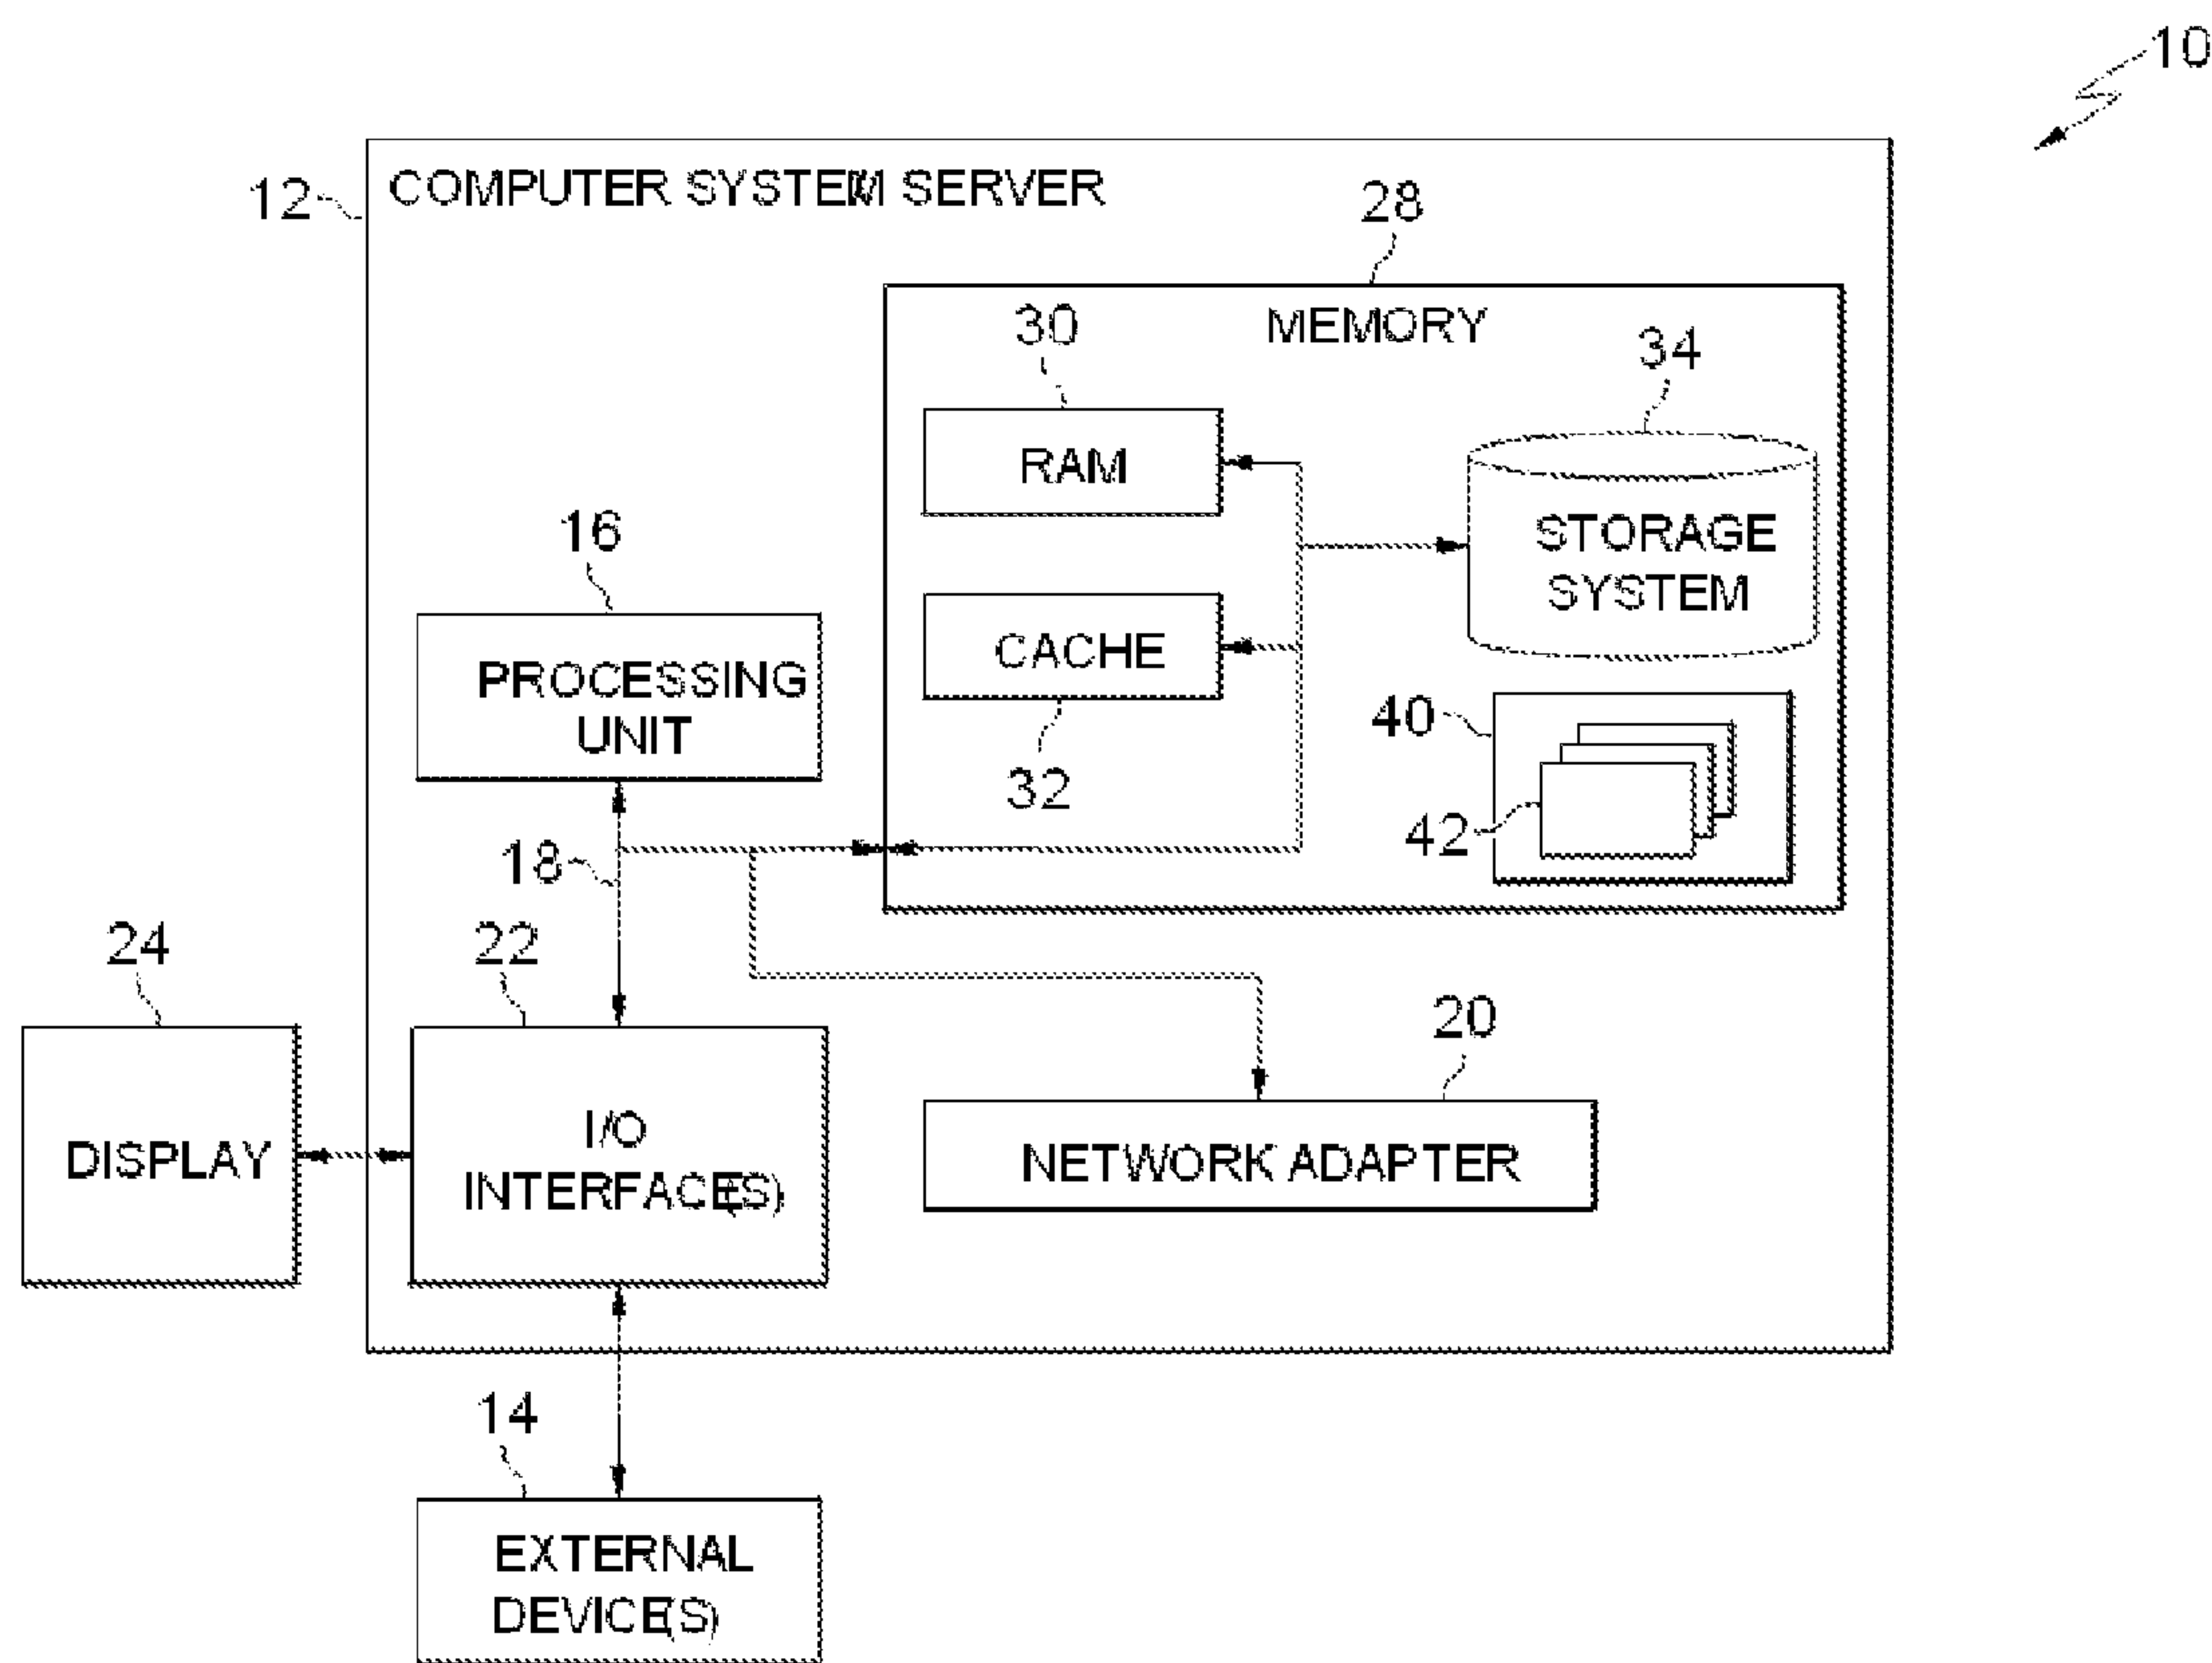 10
12
COMPUTER SYSTEM SERVER
28
MEMORY
30
34
RAM
STORAGE
SYSTEM
16
PROCESSING
UNIT
CACHE
32
40
42
18
24
22
20
DISPLAY
I/O
INTERFACE(S)
NETWORK ADAPTER
14
EXTERNAL
DEVICE(S)